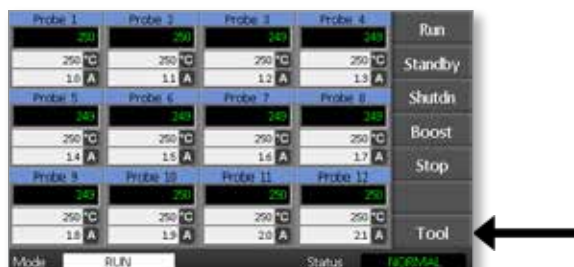 Probe 1 Probe 2 Probe 3 Probe 4 Run
250 250 249 249
250 °C 250 °C 250 °C 250 °C Standby
1.0 A 1.1 A 1.2 A 1.3 A
Probe 5 Probe 6 Probe 7 Probe 8 Shutdn
249 249 249 249
250 °C 250 °C 250 °C 250 °C Boost
1.4 A 1.5 A 1.6 A 1.7 A
Probe 9 Probe 10 Probe 11 Probe 12 Stop
249 250 250 250
250 °C 250 °C 250 °C 250 °C
1.8 A 1.9 A 2.0 A 2.1 A Tool
Mode RUN Status NORMAL